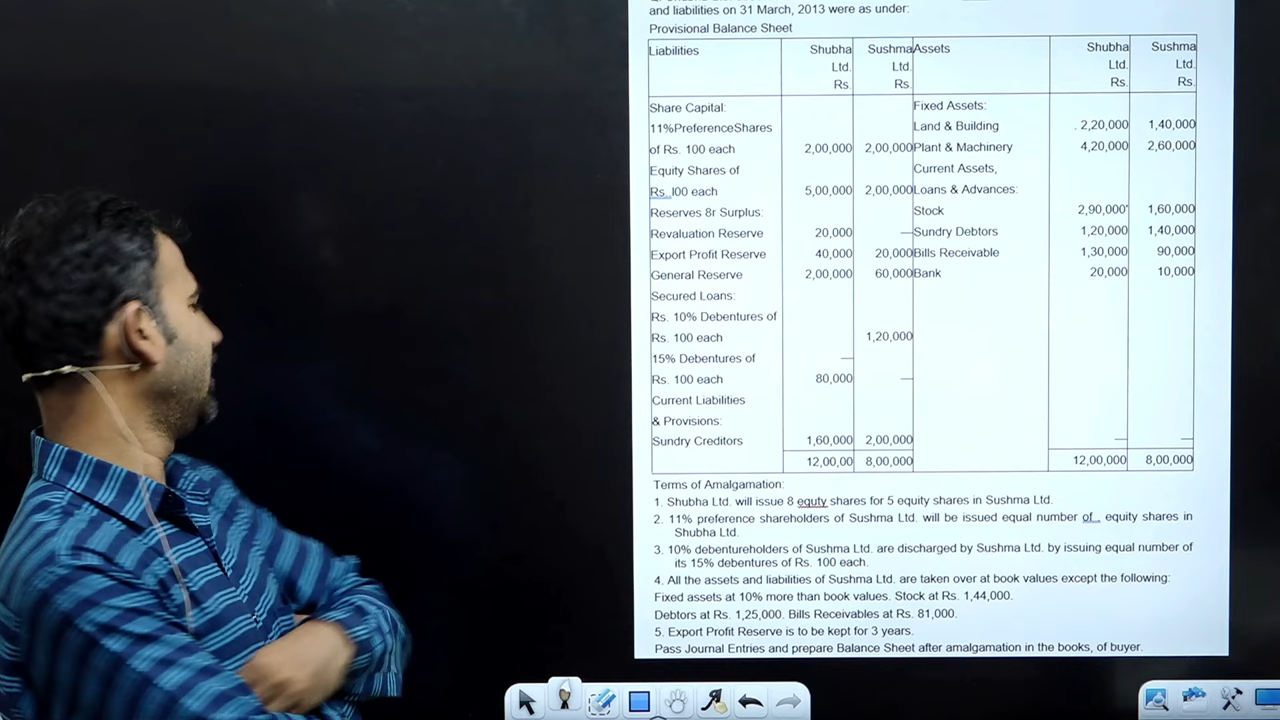 and liabilities on 31 March, 2013 were as under:
Provisional Balance Sheet
Liabilities Shubha Ltd. Rs. Sushma Ltd. Rs. Assets Shubha Ltd. Rs. Sushma Ltd. Rs.
Share Capital: Fixed Assets:
11%PreferenceShares Land & Building 2,20,000 1,40,000
of Rs. 100 each 2,00,000 2,00,000 Plant & Machinery 4,20,000 2,60,000
Equity Shares of Current Assets,
Rs..l00 each 5,00,000 2,00,000 Loans & Advances:
Reserves 8r Surplus: Stock 2,90,000' 1,60,000
Revaluation Reserve 20,000 — Sundry Debtors 1,20,000 1,40,000
Export Profit Reserve 40,000 20,000 Bills Receivable 1,30,000 90,000
General Reserve 2,00,000 60,000 Bank 20,000 10,000
Secured Loans:
Rs. 10% Debentures of
Rs. 100 each 1,20,000
15% Debentures of —
Rs. 100 each 80,000 —
Current Liabilities
& Provisions:
Sundry Creditors 1,60,000 2,00,000 — —
12,00,00 8,00,000 12,00,000 8,00,000
Terms of Amalgamation:
1. Shubha Ltd. will issue 8 equty shares for 5 equity shares in Sushma Ltd.
2. 11% preference shareholders of Sushma Ltd. will be issued equal number of . equity shares in
Shubha Ltd.
3. 10% debentureholders of Sushma Ltd. are discharged by Sushma Ltd. by issuing equal number of
its 15% debentures of Rs. 100 each.
4. All the assets and liabilities of Sushma Ltd. are taken over at book values except the following:
Fixed assets at 10% more than book values. Stock at Rs. 1,44,000.
Debtors at Rs. 1,25,000. Bills Receivables at Rs. 81,000.
5. Export Profit Reserve is to be kept for 3 years.
Pass Journal Entries and prepare Balance Sheet after amalgamation in the books, of buyer.